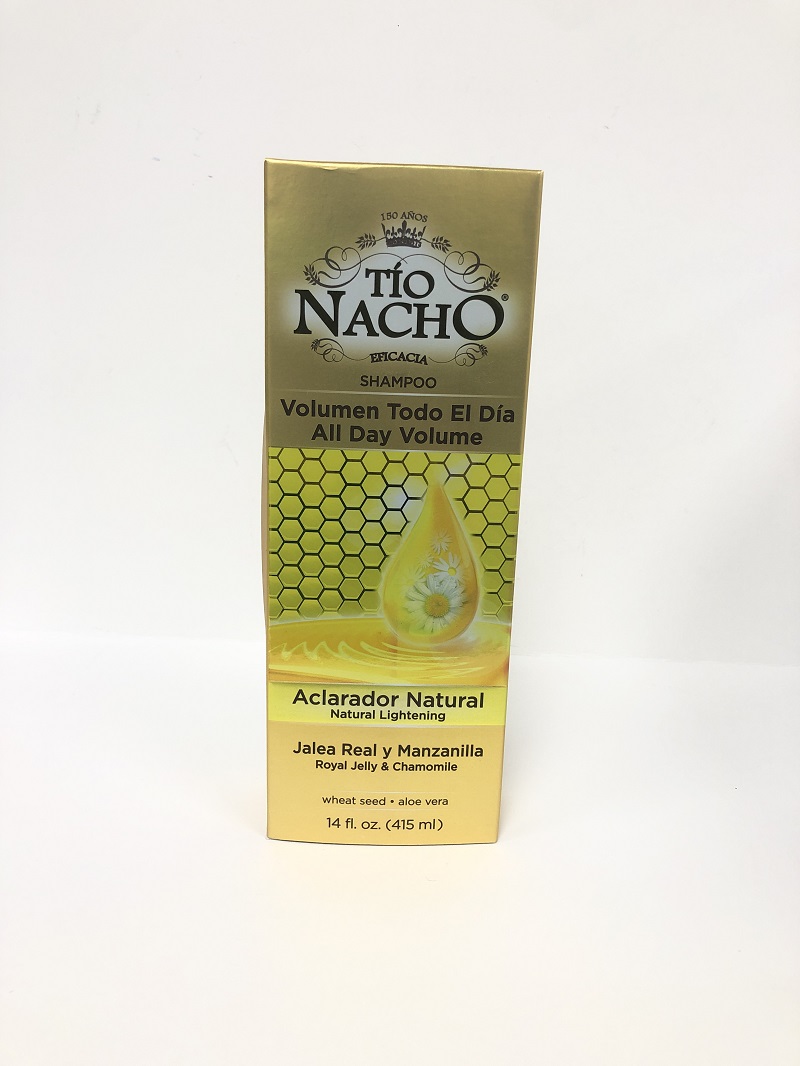 150 AÑOS
TÍO
NACHO®
EFICACIA
SHAMPOO
Volumen Todo El Día
All Day Volume
Aclarador Natural
Natural Lightening
Jalea Real y Manzanilla
Royal Jelly & Chamomile
wheat seed • aloe vera
14 fl. oz. (415 ml)